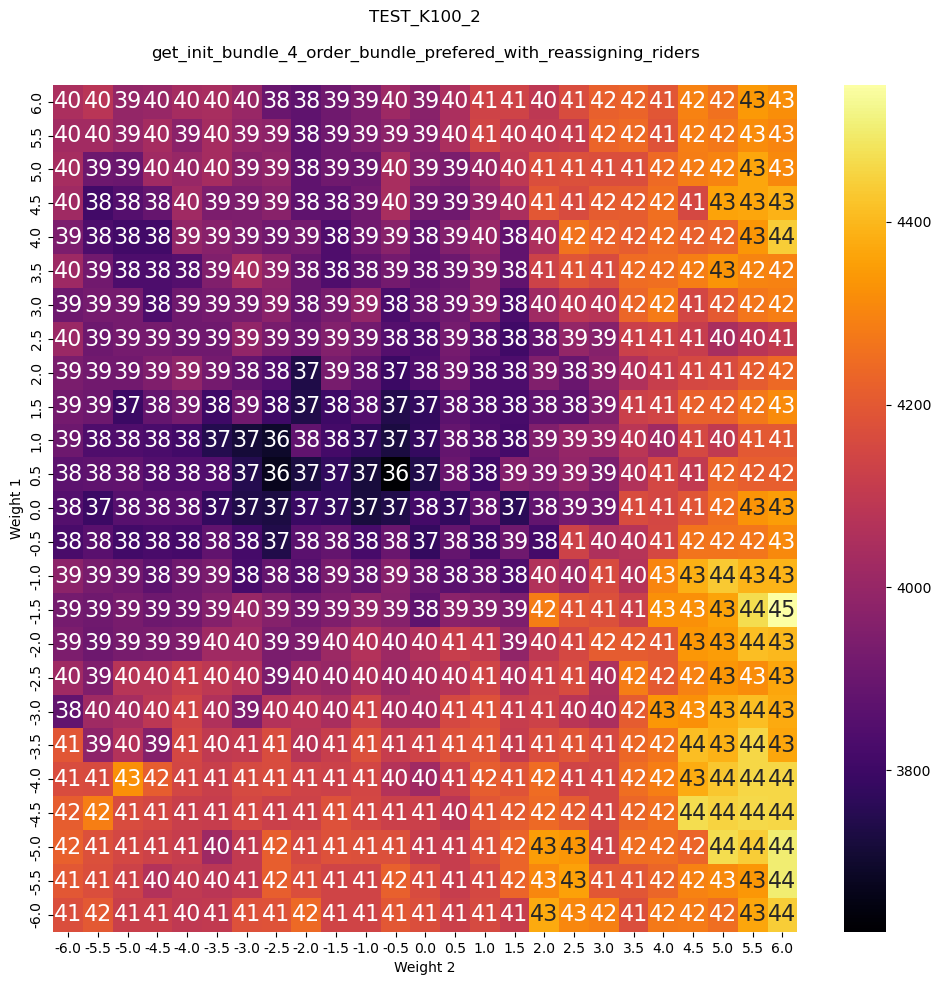 TEST_K100_2
get_init_bundle_4_order_bundle_prefered_with_reassigning_riders
6.0 40 40 39 40 40 40 40 38 38 39 39 40 39 40 41 41 40 41 42 42 41 42 42 43 43
5.5 40 40 39 40 39 40 39 39 38 39 39 39 39 40 41 40 40 41 42 42 41 42 42 43 43
5.0 40 39 39 40 40 40 39 39 38 39 39 40 39 39 40 40 41 41 41 41 42 42 42 43 43
4.5 40 38 38 38 40 39 39 39 38 38 39 40 39 39 39 40 41 41 42 42 42 41 43 43 43
4.0 39 38 38 38 39 39 39 39 39 38 39 39 38 39 40 38 40 42 42 42 42 42 42 43 44
3.5 40 39 38 38 38 39 40 39 38 38 38 39 38 39 39 38 41 41 41 42 42 42 43 42 42
3.0 39 39 39 38 39 39 39 39 38 39 39 38 38 39 39 38 40 40 40 42 42 41 42 42 42
2.5 40 39 39 39 39 39 39 39 39 39 39 38 38 39 38 38 38 39 39 41 41 41 40 40 41
2.0 39 39 39 39 39 39 38 38 37 39 38 37 38 39 38 38 39 38 39 40 41 41 41 42 42
1.5 39 39 37 38 39 38 39 38 37 38 38 37 37 38 38 38 38 38 39 41 41 42 42 42 43
1.0 39 38 38 38 38 37 37 36 38 38 37 37 37 38 38 38 39 39 39 40 40 41 40 41 41
0.5 38 38 38 38 38 38 37 36 37 37 37 36 37 38 38 39 39 39 39 40 41 41 42 42 42
0.0 38 37 38 38 38 37 37 37 37 37 37 37 38 37 38 37 38 39 39 41 41 41 42 43 43
-0.5 38 38 38 38 38 38 38 37 38 38 38 38 37 38 38 39 38 41 40 40 41 42 42 42 43
-1.0 39 39 39 38 39 39 38 38 38 39 38 39 38 38 38 38 40 40 41 40 43 43 44 43 43
-1.5 39 39 39 39 39 39 40 39 39 39 39 39 38 39 39 39 42 41 41 41 43 43 43 44 45
-2.0 39 39 39 39 39 40 40 39 39 40 40 40 40 41 41 39 40 41 42 42 41 43 43 44 43
-2.5 40 39 40 40 41 40 40 39 40 40 40 40 40 40 41 40 41 41 40 42 42 42 43 43 43
-3.0 38 40 40 40 41 40 39 40 40 40 41 40 40 41 41 41 41 40 40 42 43 43 43 44 43
-3.5 41 39 40 39 41 40 41 41 40 41 41 41 41 41 41 41 41 41 41 42 42 44 43 44 43
-4.0 41 41 43 42 41 41 41 41 41 41 41 40 40 41 42 41 42 41 41 42 42 43 44 44 44
-4.5 42 42 41 41 41 41 41 41 41 41 41 41 41 40 41 42 42 42 41 42 42 44 44 44 44
-5.0 42 41 41 41 41 40 41 42 41 41 41 41 41 41 41 42 43 43 41 42 42 42 44 44 44
-5.5 41 41 41 40 40 40 41 42 41 41 41 42 41 41 41 42 43 43 41 41 42 42 43 43 44
-6.0 41 42 41 41 40 41 41 41 42 41 41 41 41 41 41 41 43 43 42 41 42 42 42 43 44
-6.0 -5.5 -5.0 -4.5 -4.0 -3.5 -3.0 -2.5 -2.0 -1.5 -1.0 -0.5 0.0 0.5 1.0 1.5 2.0 2.5 3.0 3.5 4.0 4.5 5.0 5.5 6.0
Weight 2
Weight 1
4400
4200
4000
3800